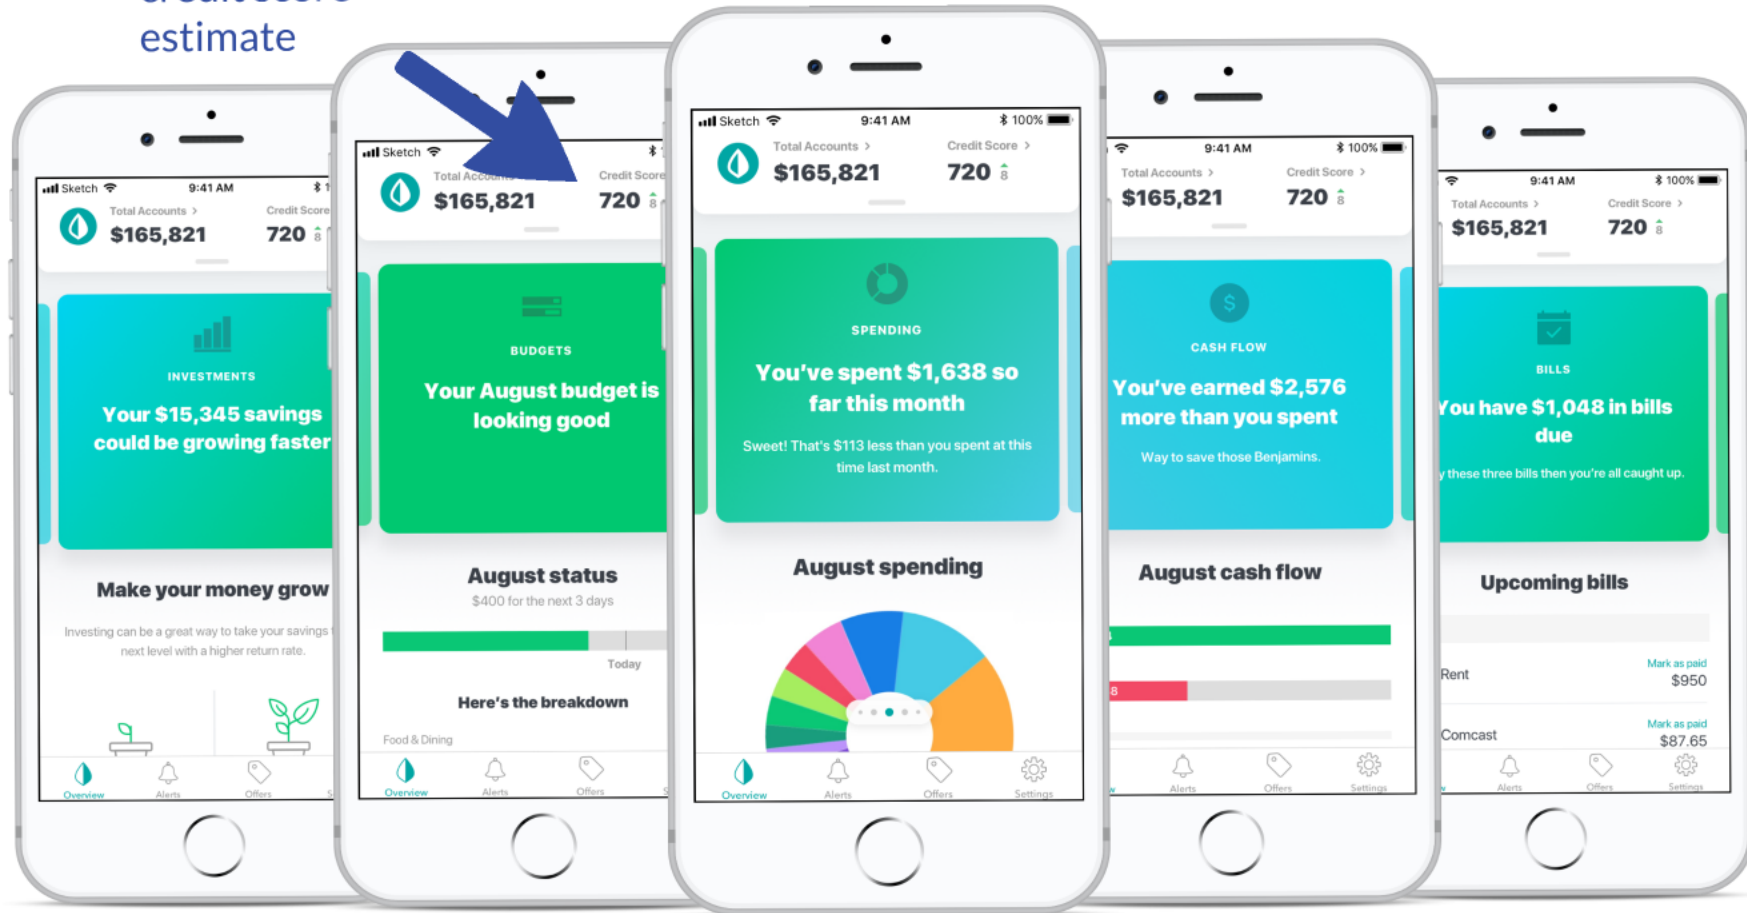 credit score
estimate
Sketch 9:41 AM
Total Accounts > Credit Score
$165,821 720 8
INVESTMENTS
Your $15,345 savings
could be growing faster
Make your money grow
Investing can be a great way to take your savings
next level with a higher return rate.
Overview Alerts Offers
Sketch
Total Accounts Credit Score
$165,821 720 8
BUDGETS
Your August budget is
looking good
August status
$400 for the next 3 days
Today
Here's the breakdown
Food & Dining
Overview Alerts Offers
Sketch 9:41 AM 100%
Total Accounts > Credit Score >
$165,821 720 8
SPENDING
You've spent $1,638 so
far this month
Sweet! That's $113 less than you spent at this
time last month.
August spending
Overview Alerts Offers Settings
9:41 AM 100%
Total Accounts > Credit Score >
$165,821 720 8
CASH FLOW
You've earned $2,576
more than you spent
Way to save those Benjamins.
August cash flow
8
Alerts Offers Settings
9:41 AM 100%
Total Accounts > Credit Score >
$165,821 720 8
BILLS
You have $1,048 in bills
due
these three bills then you're all caught up.
Upcoming bills
Mark as paid
Rent $950
Mark as paid
Comcast $87.65
Alerts Offers Settings